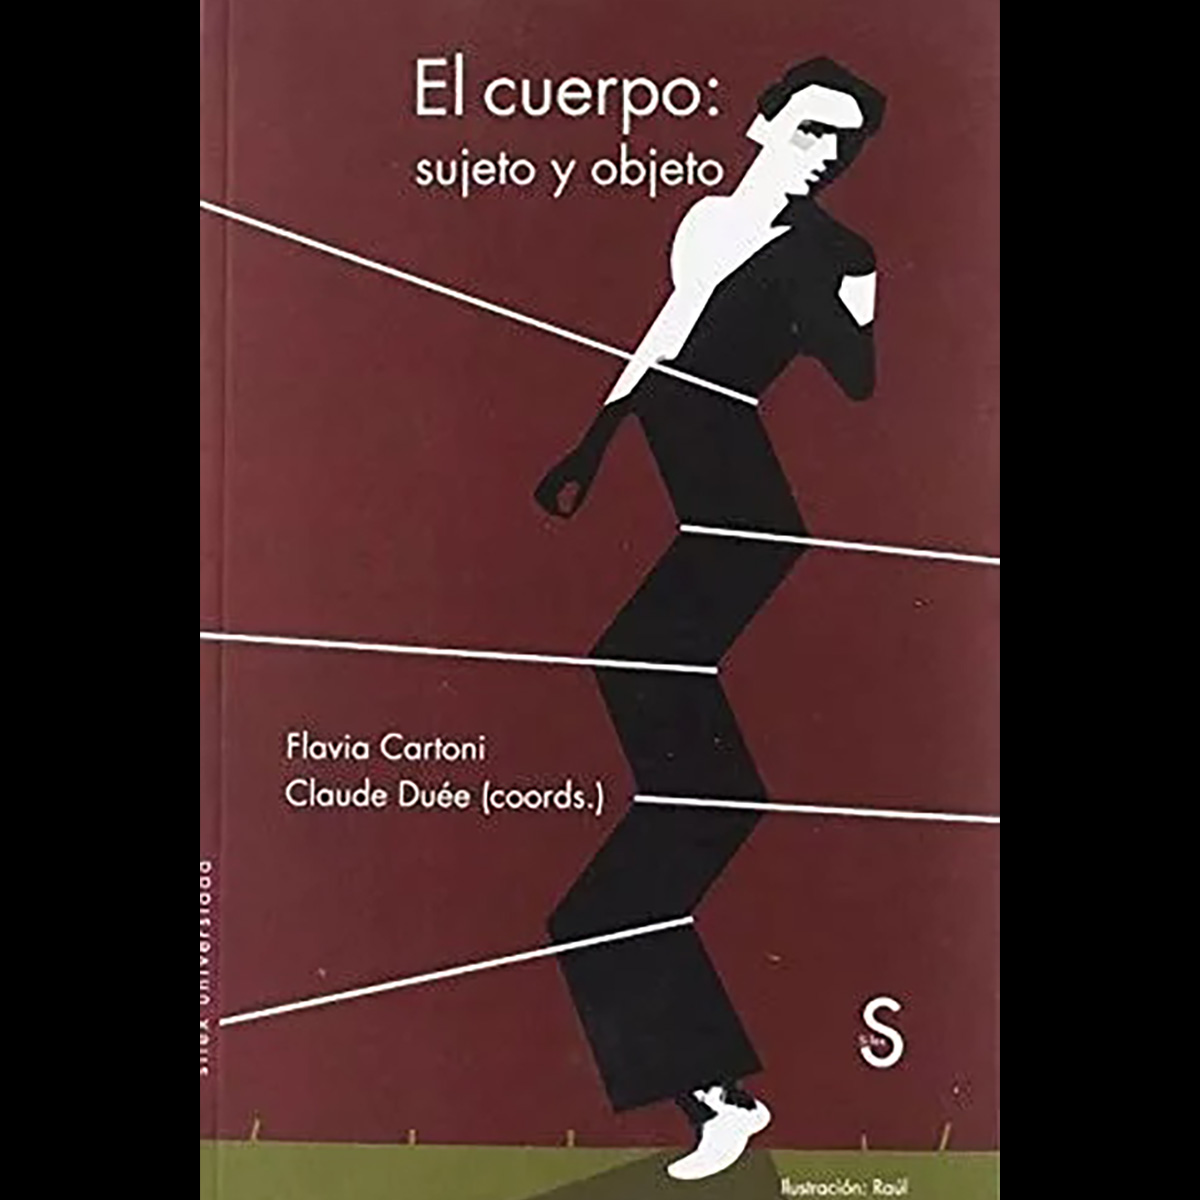 El cuerpo:
sujeto y objeto
Flavia Cartoni
Claude Duée (coords.)
sílex universidad
S
Sílex
Ilustración: Raúl